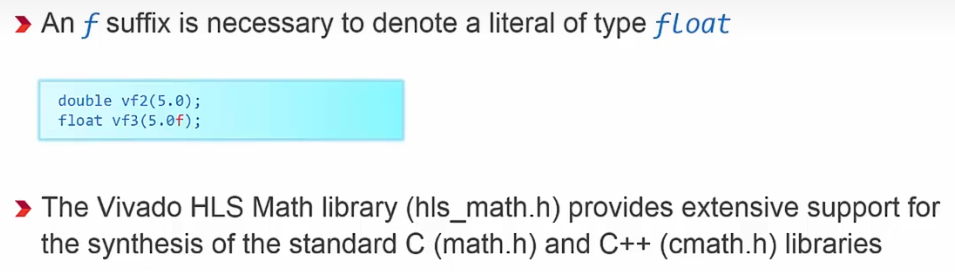 An f suffix is necessary to denote a literal of type float
double vf2(5.0);
float vf3(5.0f);
The Vivado HLS Math library (hls_math.h) provides extensive support for
the synthesis of the standard C (math.h) and C++ (cmath.h) libraries